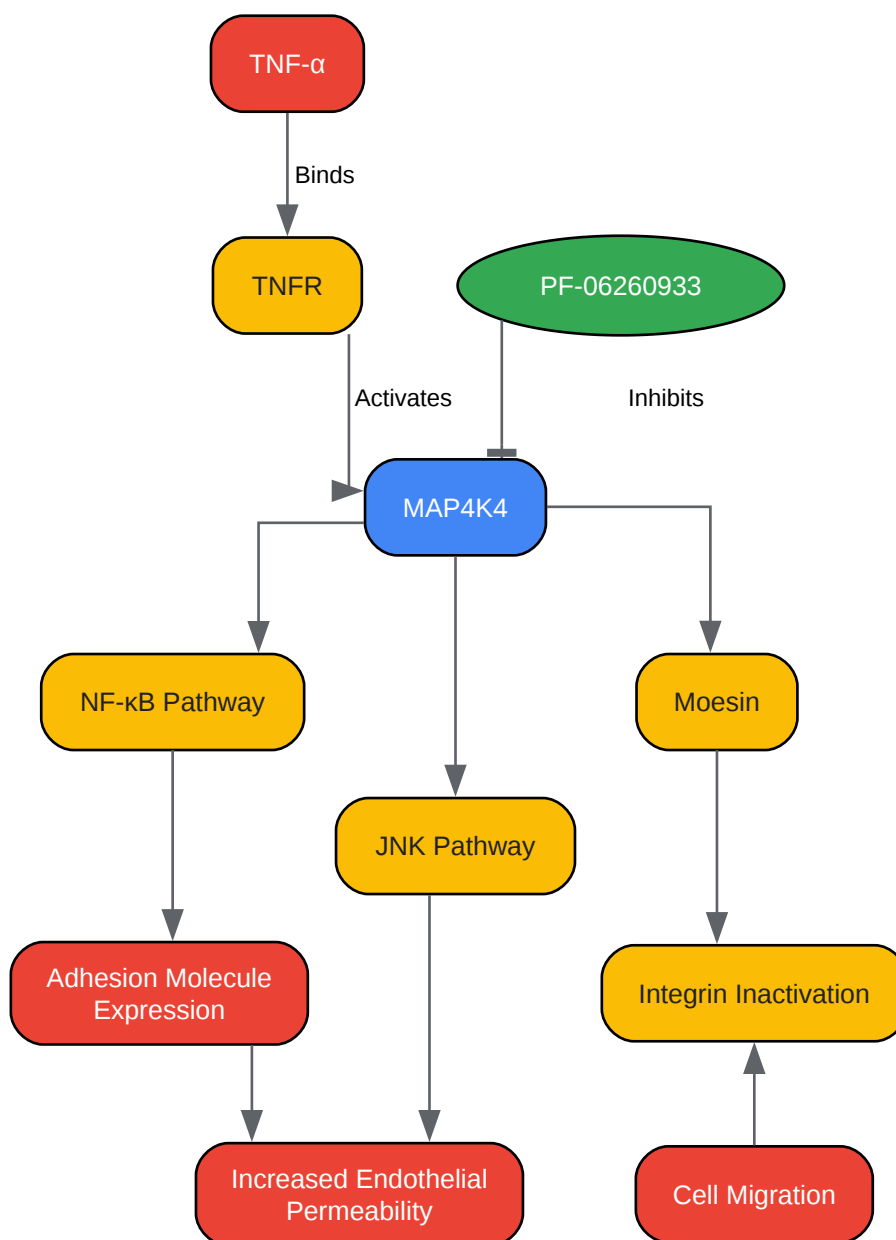 TNF-α
Binds
TNFR
PF-06260933
Activates
Inhibits
MAP4K4
NF-κB Pathway
Moesin
JNK Pathway
Adhesion Molecule
Expression
Integrin Inactivation
Increased Endothelial
Permeability
Cell Migration